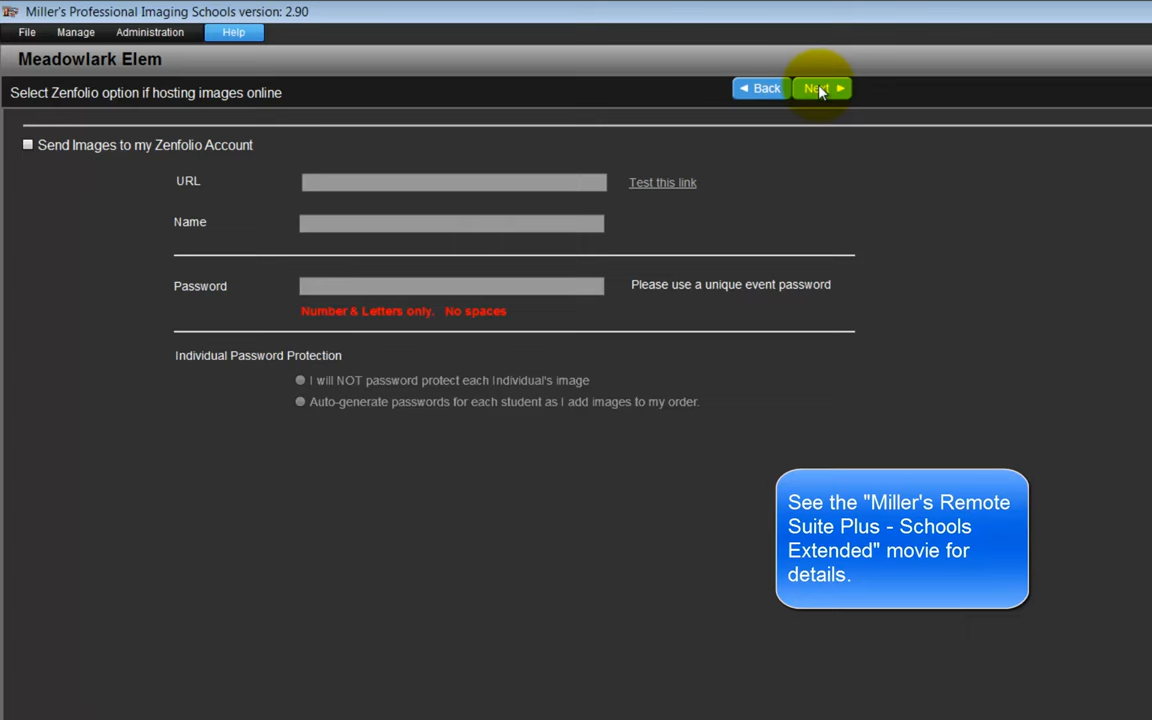 Miller's Professional Imaging Schools version: 2.90
File Manage Administration Help
Meadowlark Elem
Select Zenfolio option if hosting images online
Back Next
Send Images to my Zenfolio Account
URL Test this link
Name
Password Please use a unique event password
Number & Letters only, No spaces
Individual Password Protection
I will NOT password protect each Individual's image
Auto-generate passwords for each student as I add images to my order.
See the "Miller's Remote
Suite Plus - Schools
Extended" movie for
details.